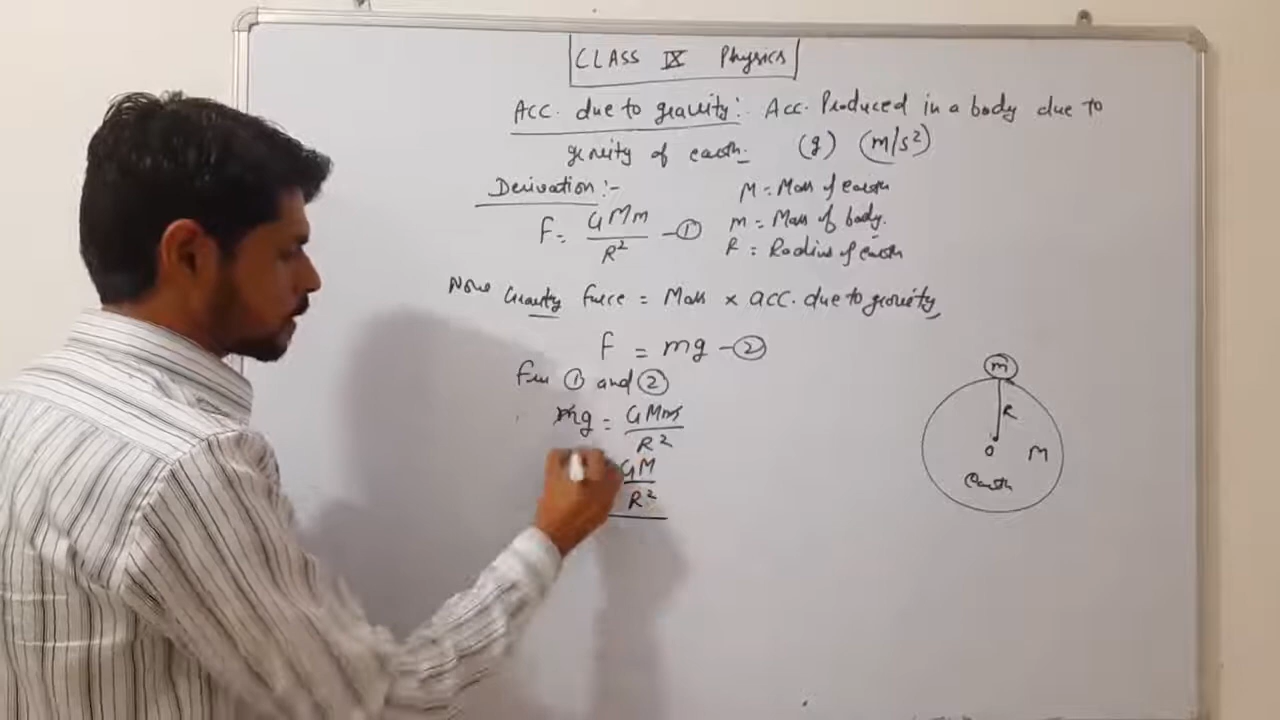 CLASS IX Physics
Acc. due to gravity:- Acc. Produced in a body due to
gravity of earth. (g) (m/s²)
Derivation :-
M = Mass of earth
F = GMm/R² - ①
m = Mass of body.
R = Radius of earth
Now Gravity force = Mass × acc. due to gravity,
F = mg - ②
From ① and ②
mg = GMm/R²
GM/R²
m
R
O
M
Earth